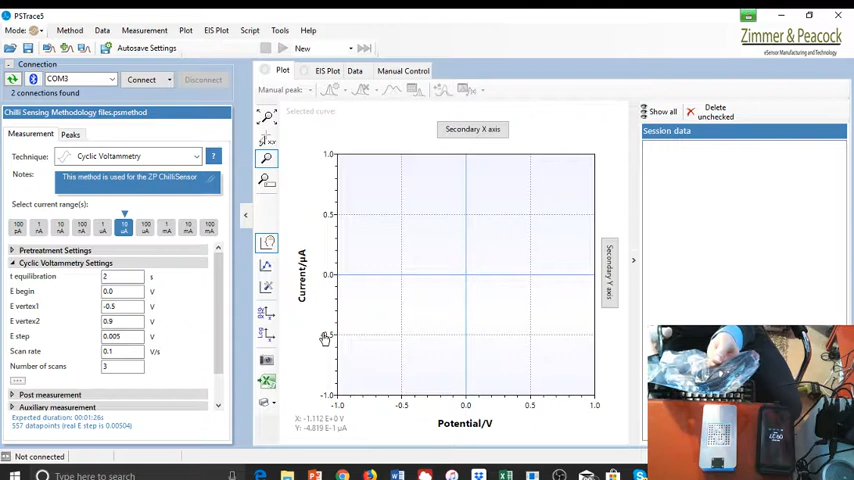 PSTrace5
Mode: Method Data Measurement Plot EIS Plot Script Tools Help
Autosave Settings
New
Zimmer & Peacock
eSensor Manufacturing and Technology
Connection
COM3
Connect
Disconnect
2 connections found
Plot
EIS Plot
Data
Manual Control
Manual peak:
Chilli Sensing Methodology files.psmethod
Measurement
Peaks
Technique: Cyclic Voltammetry ?
Notes: This method is used for the ZP ChilliSensor
Select current range(s):
100 pA
1 nA
10 nA
100 nA
1 uA
10 uA
100 uA
1 mA
10 mA
100 mA
Pretreatment Settings
Cyclic Voltammetry Settings
t equilibration 2 s
E begin 0.0 V
E vertex1 -0.5 V
E vertex2 0.9 V
E step 0.005 V
Scan rate 0.1 V/s
Number of scans 3
Post measurement
Auxiliary measurement
Expected duration: 00:01:26s
557 datapoints (real E step is 0.00504)
Not connected
Selected curve:
Secondary X axis
1.0
0.5
0.0
-0.5
-1.0
Current/µA
Secondary Y axis
-1.0 -0.5 0.0 0.5 1.0
Potential/V
X: -1.112 E+0 V
Y: -4.819 E-1 µA
Show all
Delete unchecked
Session data
Type here to search